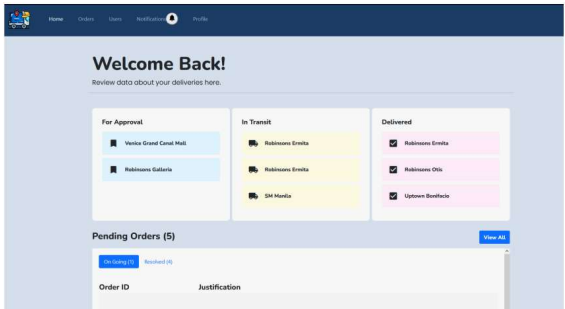 Home Orders Users Notifications Profile
Welcome Back!
Review data about your deliveries here.
For Approval
Venice Grand Canal Mall
Robinsons Galleria
In Transit
Robinsons Ermita
Robinsons Ermita
SM Manila
Delivered
Robinsons Ermita
Robinsons Otis
Uptown Bonifacio
Pending Orders (5)
View All
On Going (5) Resolved (4)
Order ID Justification